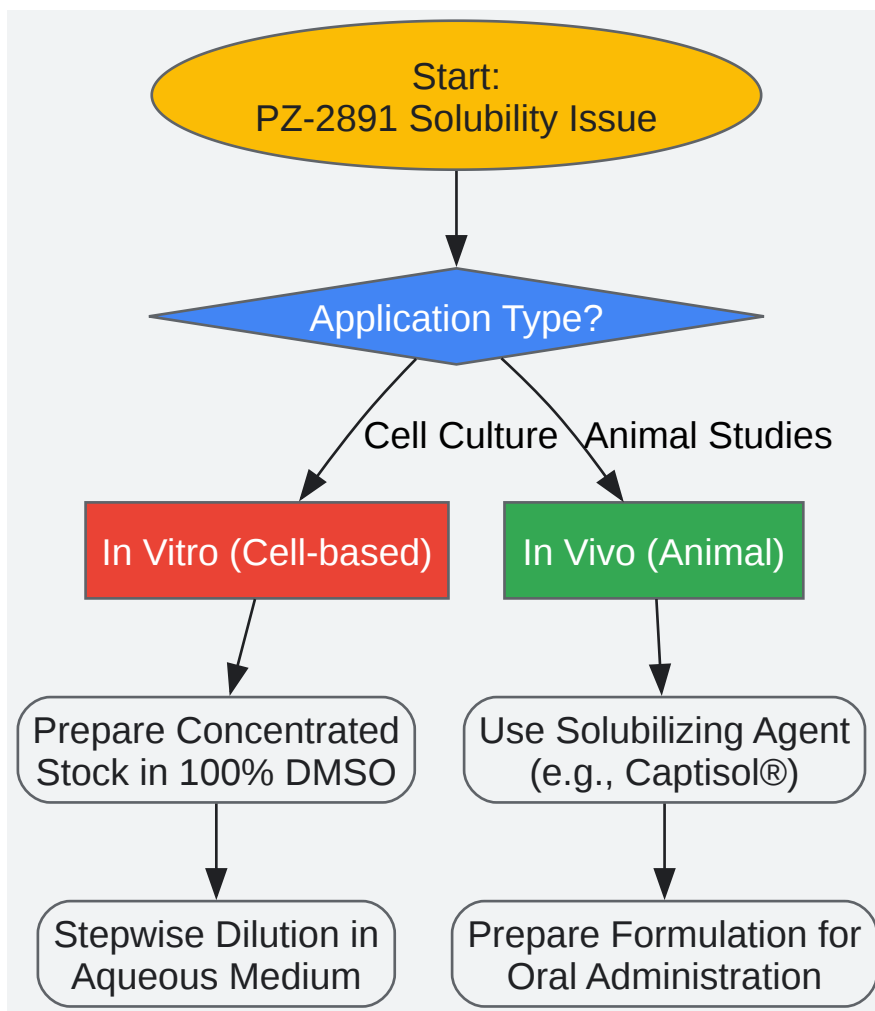 Start:
PZ-2891 Solubility Issue
Application Type?
Cell Culture
Animal Studies
In Vitro (Cell-based)
In Vivo (Animal)
Prepare Concentrated
Stock in 100% DMSO
Use Solubilizing Agent
(e.g., Captisol®)
Stepwise Dilution in
Aqueous Medium
Prepare Formulation for
Oral Administration